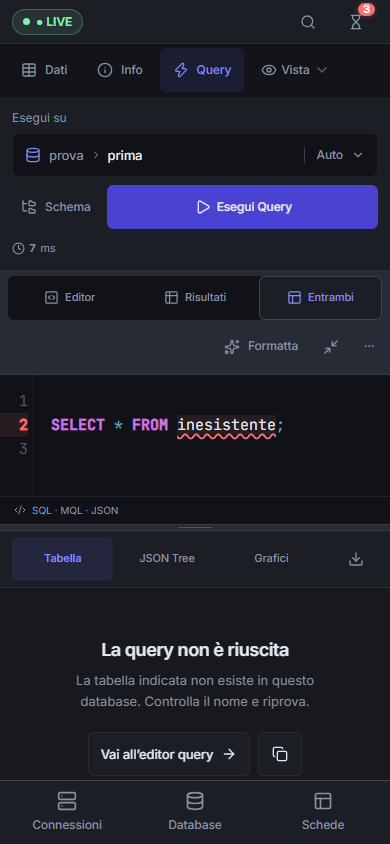 • LIVE
3
Dati
Info
Query
Vista
Esegui su
prova › prima
Auto
Schema
Esegui Query
7 ms
Editor
Risultati
Entrambi
Formatta
···
1
2 SELECT * FROM inesistente;
3
SQL · MQL · JSON
Tabella
JSON Tree
Grafici
La query non è riuscita
La tabella indicata non esiste in questo
database. Controlla il nome e riprova.
Vai all'editor query →
Connessioni
Database
Schede